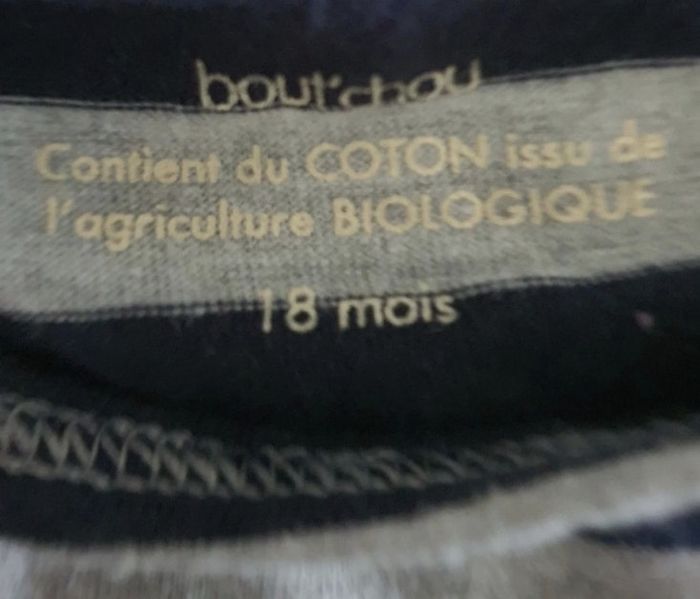 bout'chou
Contient du COTON issu de
l'agriculture BIOLOGIQUE
18 mois